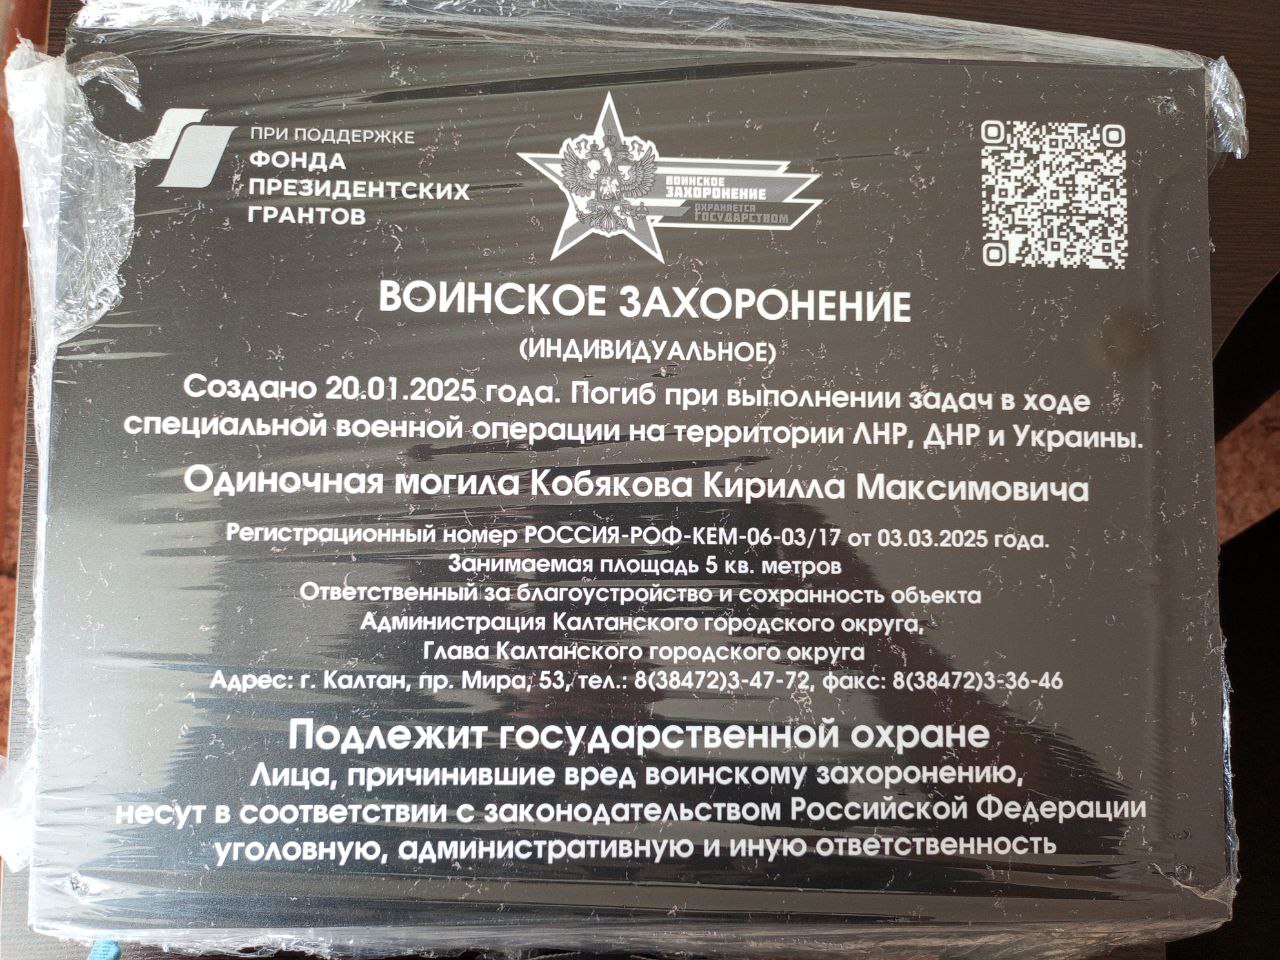 ПРИ ПОДДЕРЖКЕ
ФОНДА
ПРЕЗИДЕНТСКИХ
ГРАНТОВ
ВОИНСКОЕ
ЗАХОРОНЕНИЕ
ОХРАНЯЕТСЯ
ГОСУДАРСТВОМ
ВОИНСКОЕ ЗАХОРОНЕНИЕ
(ИНДИВИДУАЛЬНОЕ)
Создано 20.01.2025 года. Погиб при выполнении задач в ходе
специальной военной операции на территории ЛНР, ДНР и Украины.
Одиночная могила Кобякова Кирилла Максимовича
Регистрационный номер РОССИЯ-РОФ-КЕМ-06-03/17 от 03.03.2025 года.
Занимаемая площадь 5 кв. метров
Ответственный за благоустройство и сохранность объекта
Администрация Калтанского городского округа,
Глава Калтанского городского округа
Адрес: г. Калтан, пр. Мира, 53, тел.: 8(38472)3-47-72, факс: 8(38472)3-36-46
Подлежит государственной охране
Лица, причинившие вред воинскому захоронению,
несут в соответствии с законодательством Российской Федерации
уголовную, административную и иную ответственность